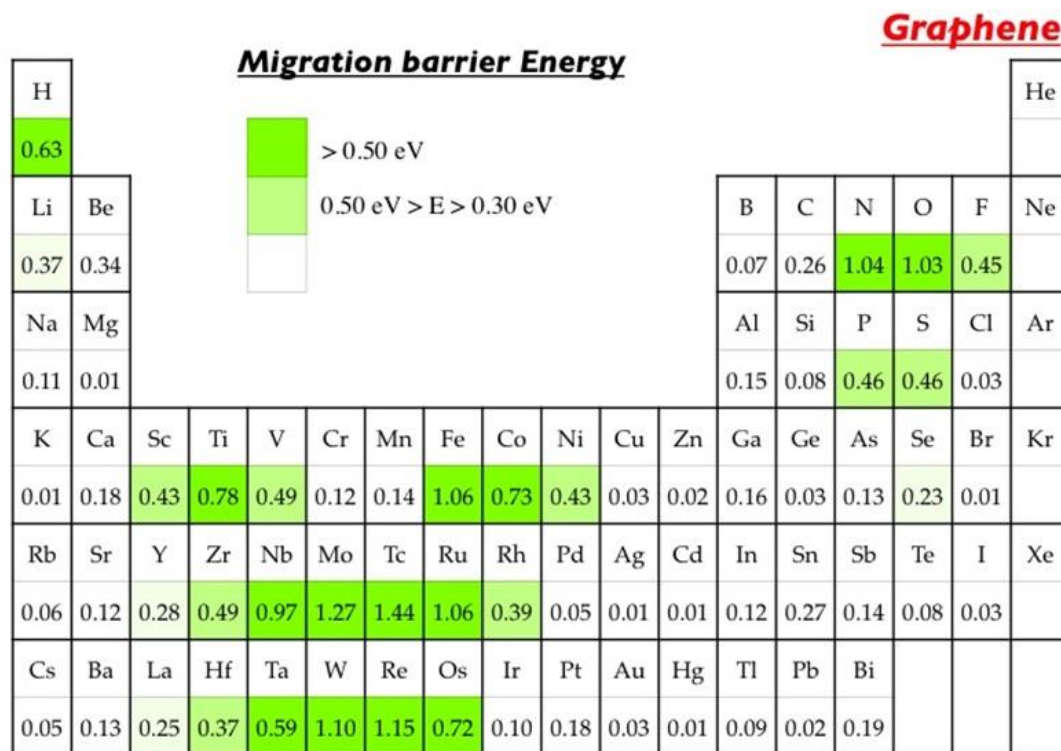 Graphene
Migration barrier Energy
H He
0.63
> 0.50 eV
Li Be 0.50 eV > E > 0.30 eV B C N O F Ne
0.37 0.34 0.07 0.26 1.04 1.03 0.45
Na Mg Al Si P S Cl Ar
0.11 0.01 0.15 0.08 0.46 0.46 0.03
K Ca Sc Ti V Cr Mn Fe Co Ni Cu Zn Ga Ge As Se Br Kr
0.01 0.18 0.43 0.78 0.49 0.12 0.14 1.06 0.73 0.43 0.03 0.02 0.16 0.03 0.13 0.23 0.01
Rb Sr Y Zr Nb Mo Tc Ru Rh Pd Ag Cd In Sn Sb Te I Xe
0.06 0.12 0.28 0.49 0.97 1.27 1.44 1.06 0.39 0.05 0.01 0.01 0.12 0.27 0.14 0.08 0.03
Cs Ba La Hf Ta W Re Os Ir Pt Au Hg Tl Pb Bi
0.05 0.13 0.25 0.37 0.59 1.10 1.15 0.72 0.10 0.18 0.03 0.01 0.09 0.02 0.19